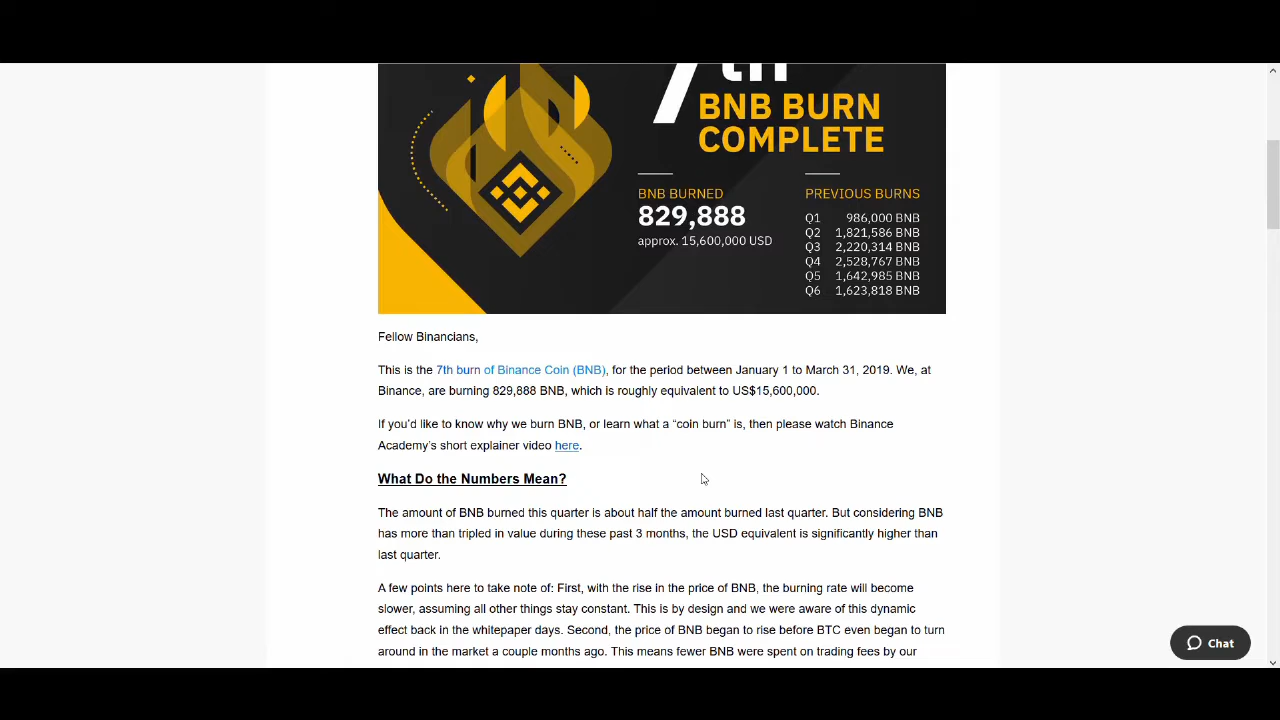 7th
BNB BURN
COMPLETE
BNB BURNED
829,888
approx. 15,600,000 USD
PREVIOUS BURNS
Q1 986,000 BNB
Q2 1,821,586 BNB
Q3 2,220,314 BNB
Q4 2,528,767 BNB
Q5 1,642,985 BNB
Q6 1,623,818 BNB
Fellow Binancians,
This is the 7th burn of Binance Coin (BNB), for the period between January 1 to March 31, 2019. We, at
Binance, are burning 829,888 BNB, which is roughly equivalent to US$15,600,000.
If you’d like to know why we burn BNB, or learn what a “coin burn” is, then please watch Binance
Academy’s short explainer video here.
What Do the Numbers Mean?
The amount of BNB burned this quarter is about half the amount burned last quarter. But considering BNB
has more than tripled in value during these past 3 months, the USD equivalent is significantly higher than
last quarter.
A few points here to take note of: First, with the rise in the price of BNB, the burning rate will become
slower, assuming all other things stay constant. This is by design and we were aware of this dynamic
effect back in the whitepaper days. Second, the price of BNB began to rise before BTC even began to turn
around in the market a couple months ago. This means fewer BNB were spent on trading fees by our
Chat